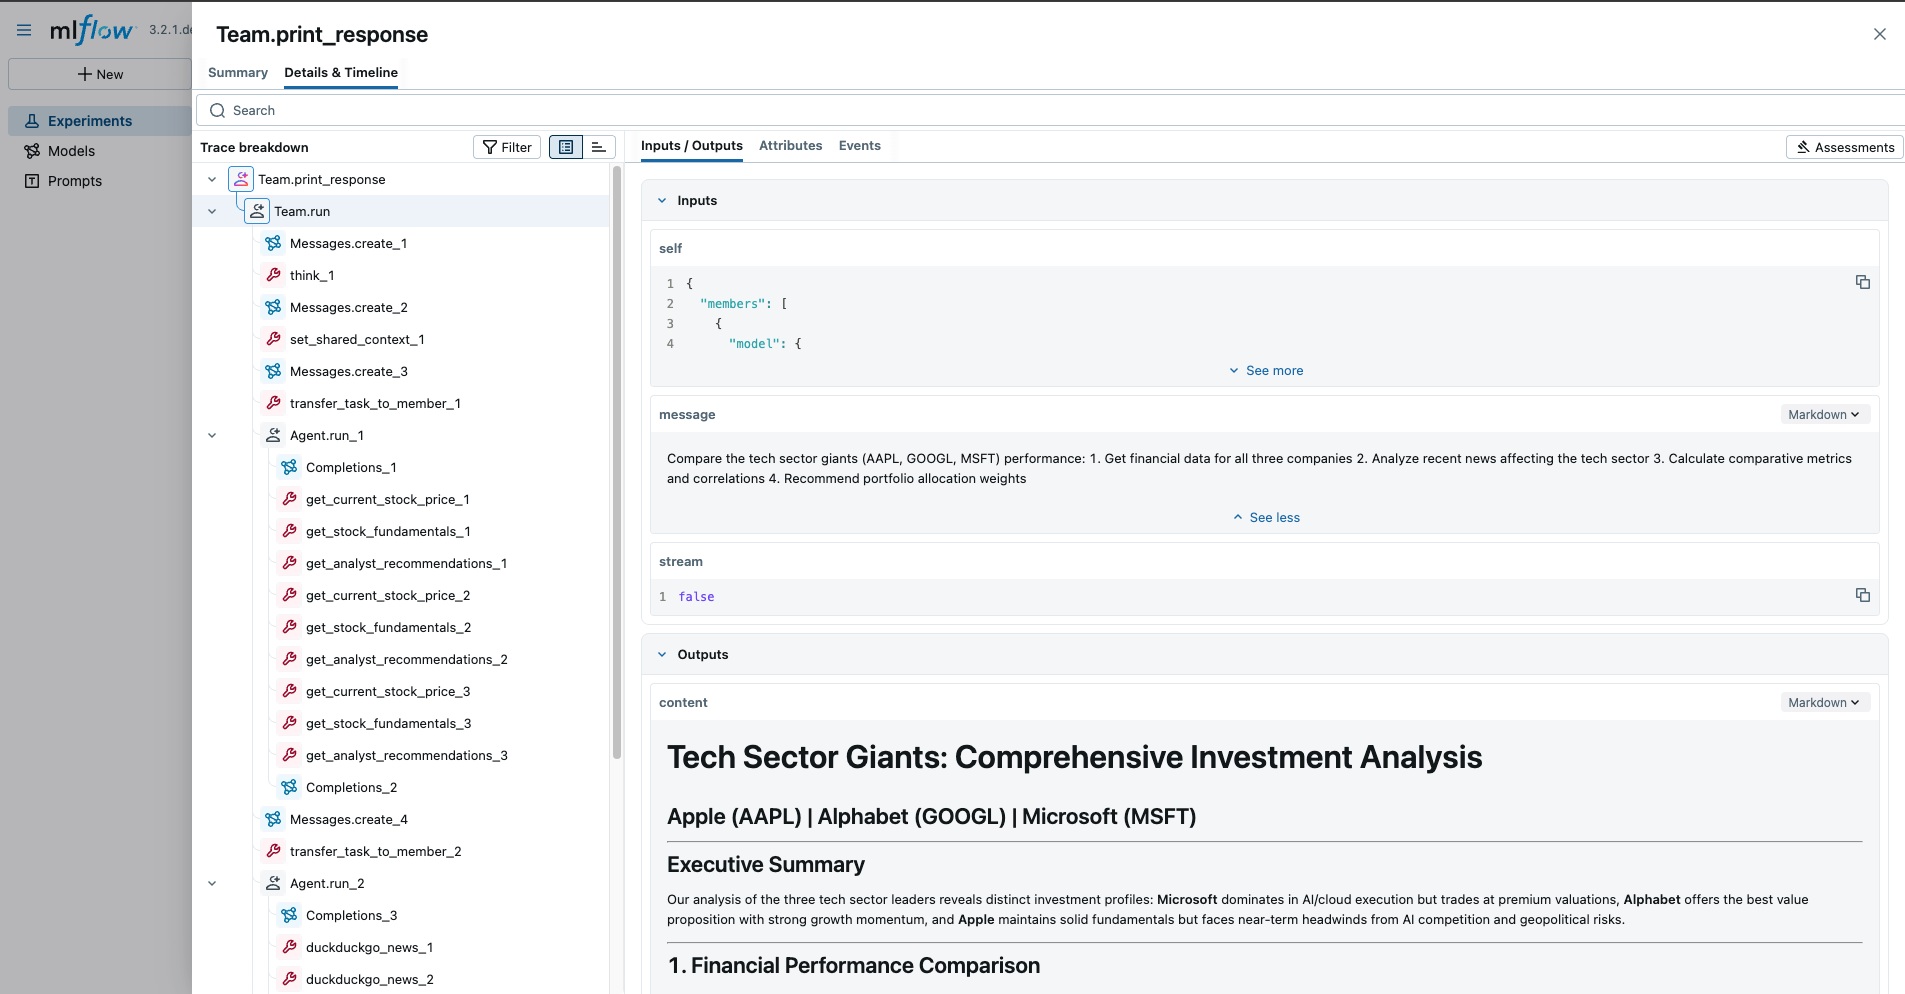 mlflow 3.2.1.de
New
Experiments
Models
Prompts
Team.print_response
Summary Details & Timeline
Search
Trace breakdown Filter
Team.print_response
Team.run
Messages.create_1
think_1
Messages.create_2
set_shared_context_1
Messages.create_3
transfer_task_to_member_1
Agent.run_1
Completions_1
get_current_stock_price_1
get_stock_fundamentals_1
get_analyst_recommendations_1
get_current_stock_price_2
get_stock_fundamentals_2
get_analyst_recommendations_2
get_current_stock_price_3
get_stock_fundamentals_3
get_analyst_recommendations_3
Completions_2
Messages.create_4
transfer_task_to_member_2
Agent.run_2
Completions_3
duckduckgo_news_1
duckduckgo_news_2
Inputs / Outputs Attributes Events Assessments
Inputs
self
1 {
2 "members": [
3 {
4 "model": {
See more
message Markdown
Compare the tech sector giants (AAPL, GOOGL, MSFT) performance: 1. Get financial data for all three companies 2. Analyze recent news affecting the tech sector 3. Calculate comparative metrics
and correlations 4. Recommend portfolio allocation weights
See less
stream
1 false
Outputs
content Markdown
Tech Sector Giants: Comprehensive Investment Analysis
Apple (AAPL) | Alphabet (GOOGL) | Microsoft (MSFT)
Executive Summary
Our analysis of the three tech sector leaders reveals distinct investment profiles: Microsoft dominates in AI/cloud execution but trades at premium valuations, Alphabet offers the best value
proposition with strong growth momentum, and Apple maintains solid fundamentals but faces near-term headwinds from AI competition and geopolitical risks.
1. Financial Performance Comparison